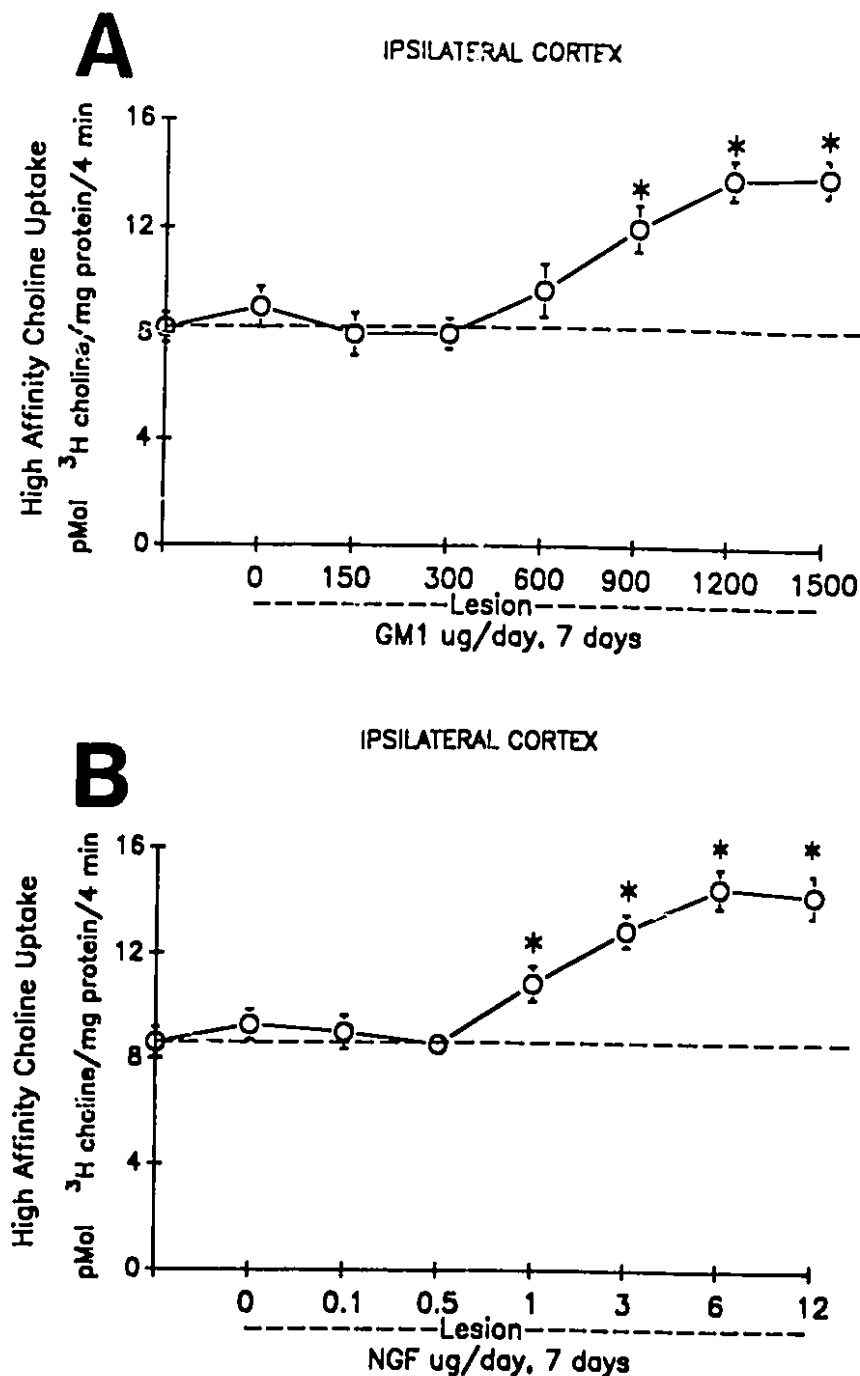 A
IPSILATERAL CORTEX
High Affinity Choline Uptake
pMol ³H choline/mg protein/4 min
16
12
8
4
0
0 150 300 600 900 1200 1500
Lesion
GM1 ug/day, 7 days
B
IPSILATERAL CORTEX
High Affinity Choline Uptake
pMol ³H choline/mg protein/4 min
16
12
8
4
0
0 0.1 0.5 1 3 6 12
Lesion
NGF ug/day, 7 days